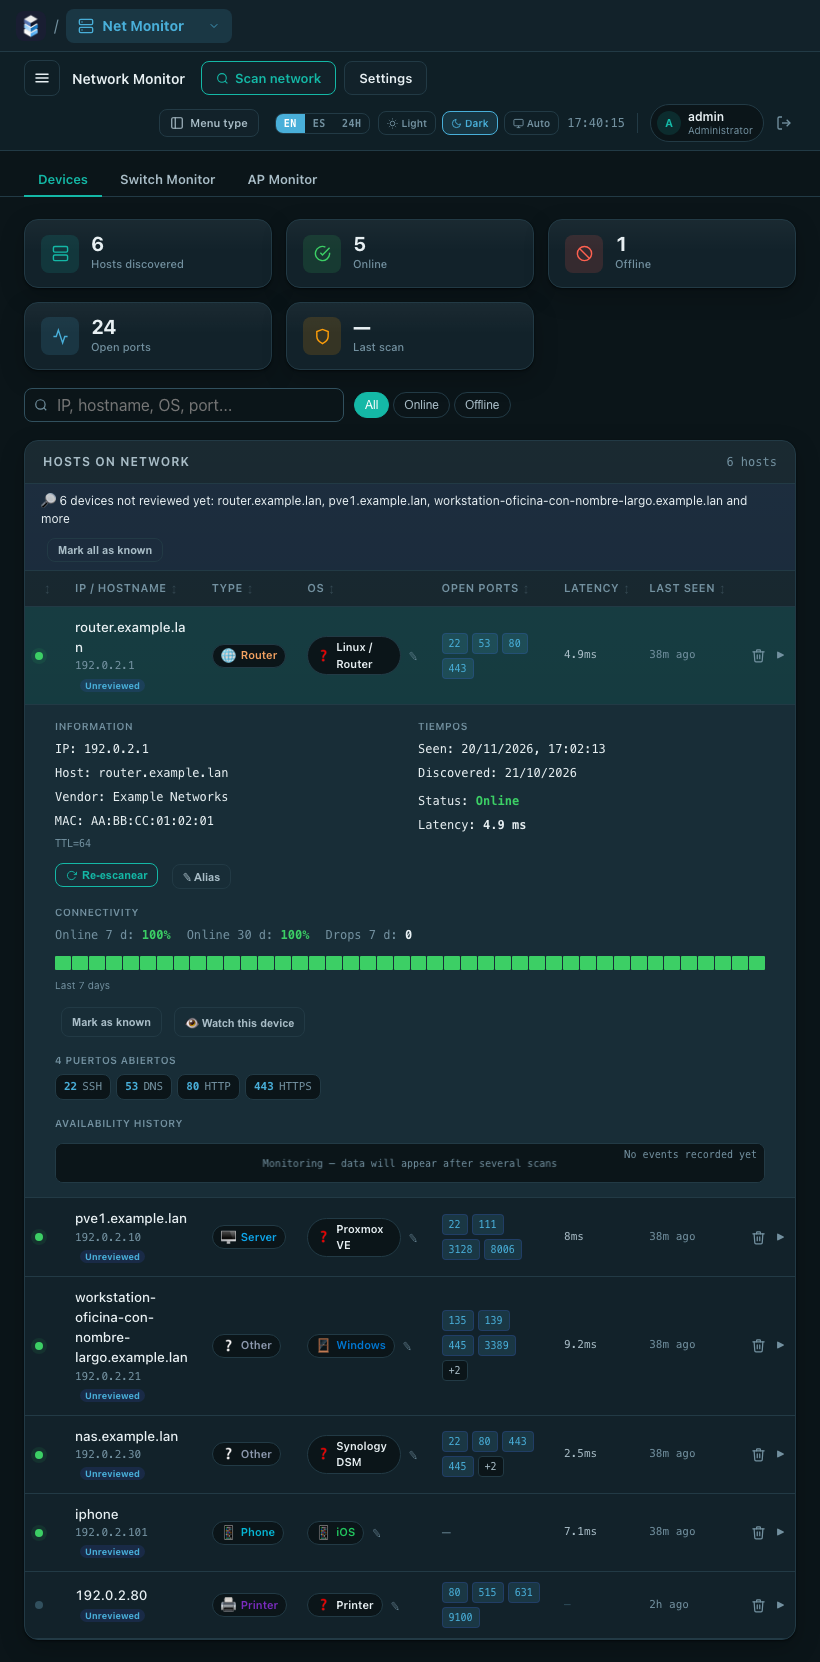 / Net Monitor
Network Monitor Scan network Settings
Menu type EN ES 24H Light Dark Auto 17:40:15 A admin
Administrator
Devices Switch Monitor AP Monitor
6
Hosts discovered
5
Online
1
Offline
24
Open ports
—
Last scan
IP, hostname, OS, port... All Online Offline
HOSTS ON NETWORK 6 hosts
6 devices not reviewed yet: router.example.lan, pve1.example.lan, workstation-oficina-con-nombre-largo.example.lan and
more
Mark all as known
IP / HOSTNAME TYPE OS OPEN PORTS LATENCY LAST SEEN
router.example.la
n
192.0.2.1
Unreviewed
Router
? Linux /
Router
22 53 80
443
4.9ms
38m ago
INFORMATION
IP: 192.0.2.1
Host: router.example.lan
Vendor: Example Networks
MAC: AA:BB:CC:01:02:01
TTL=64
TIEMPOS
Seen: 20/11/2026, 17:02:13
Discovered: 21/10/2026
Status: Online
Latency: 4.9 ms
Re-escanear Alias
CONNECTIVITY
Online 7 d: 100% Online 30 d: 100% Drops 7 d: 0
Last 7 days
Mark as known Watch this device
4 PUERTOS ABIERTOS
22 SSH 53 DNS 80 HTTP 443 HTTPS
AVAILABILITY HISTORY
Monitoring — data will appear after several scans
No events recorded yet
pve1.example.lan
192.0.2.10
Unreviewed
Server
? Proxmox
VE
22 111
3128 8006
8ms
38m ago
workstation-
oficina-con-
nombre-
largo.example.lan
192.0.2.21
Unreviewed
? Other
Windows
135 139
445 3389
+2
9.2ms
38m ago
nas.example.lan
192.0.2.30
Unreviewed
? Other
? Synology
DSM
22 80 443
445 +2
2.5ms
38m ago
iphone
192.0.2.101
Unreviewed
Phone
iOS
—
7.1ms
38m ago
192.0.2.80
Unreviewed
Printer
? Printer
80 515 631
9100
—
2h ago